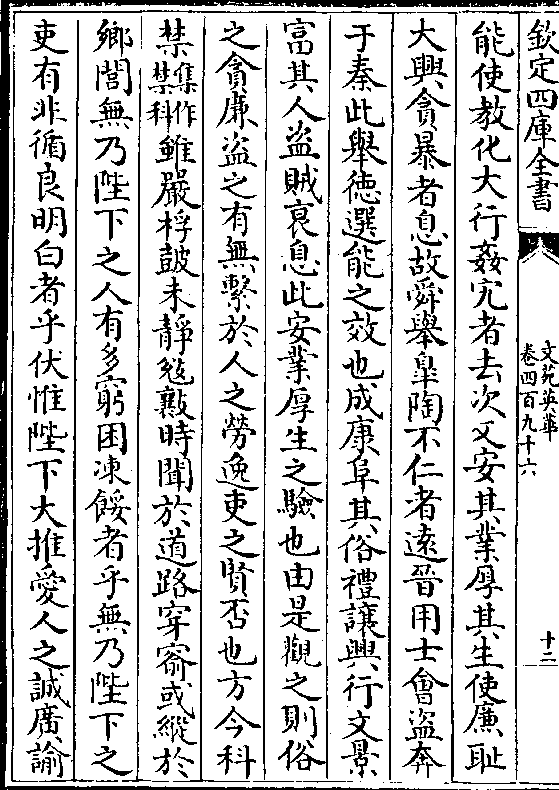 欽定四庫全書
文苑英華
卷四百九十六
十二
能使教化大行姦宄者去次又安其業厚其生使廉耻
大興貪暴者息故舜舉皐陶不仁者逺晉用士會盗奔
于秦此舉徳選能之效也成康阜其俗禮讓興行文景
富其人盗賊衰息此安業厚生之驗也由是觀之則俗
之貪廉盗之有無繫於人之勞逸吏之賢否也方今科
禁集作禁科雖嚴桴鼓未静剽敚時聞於道路穿窬或縱於
鄉閭無乃陛下之人有多窮困凍餒者乎無乃陛下之
吏有非循良明白者乎伏惟陛下大推愛人之誠廣諭